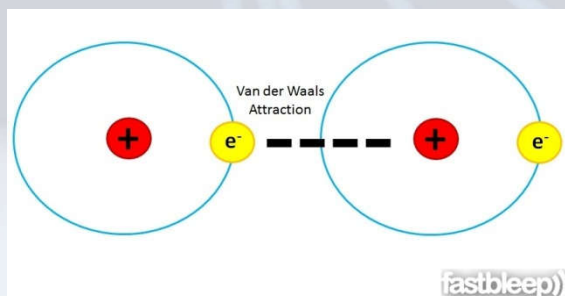 Van der Waals
Attraction
+
e-
+
e-
fastbleep))